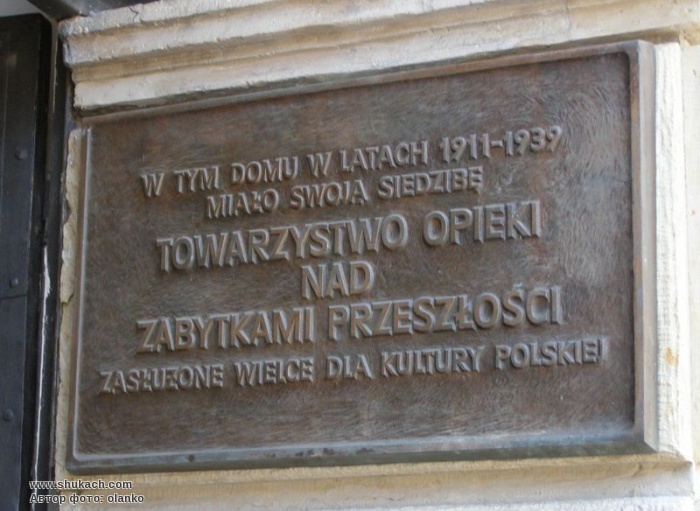 W TYM DOMU W LATACH 1911-1939
MIAŁO SWOJĄ SIEDZIBĘ
TOWARZYSTWO OPIEKI
NAD
ZABYTKAMI PRZESZŁOŚCI
ZASŁUŻONE WIELCE DLA KULTURY POLSKIEJ
www.shukach.com
Автор фото: olanko